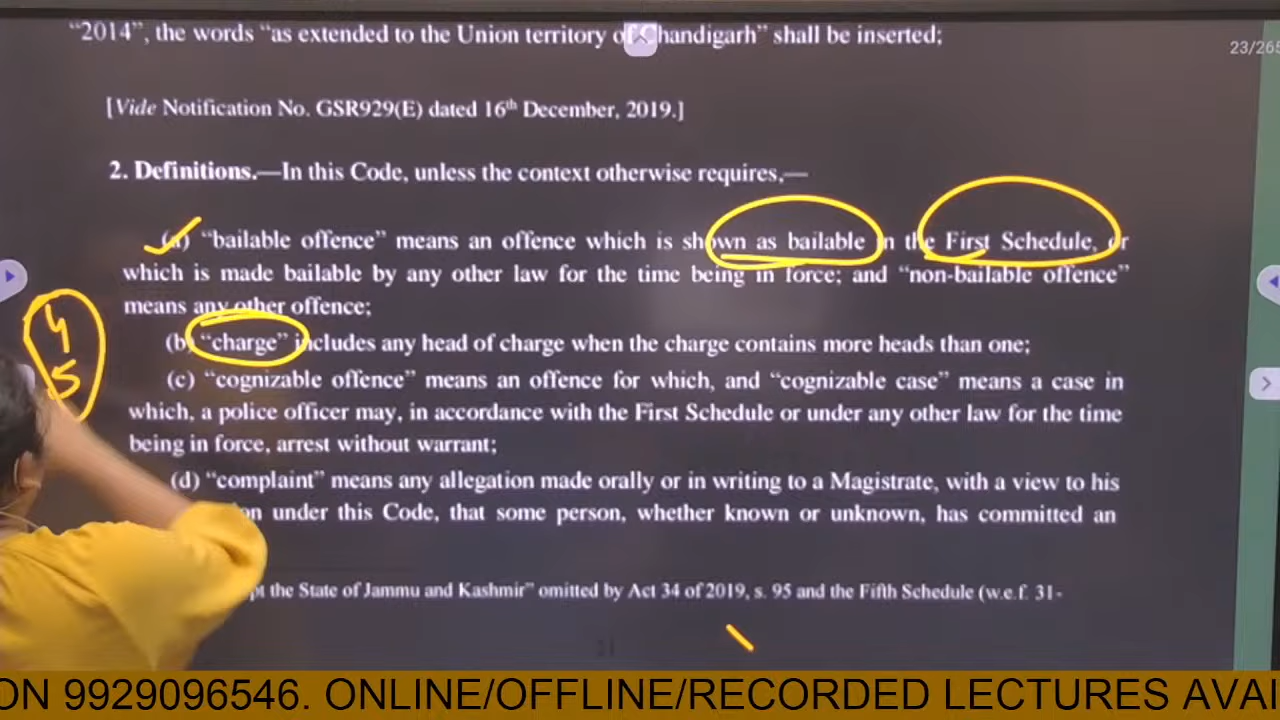 “2014”, the words “as extended to the Union territory of Chandigarh” shall be inserted;
23/265
[Vide Notification No. GSR929(E) dated 16th December, 2019.]
2. Definitions.—In this Code, unless the context otherwise requires,—
(a) “bailable offence” means an offence which is shown as bailable in the First Schedule, or
which is made bailable by any other law for the time being in force; and “non-bailable offence”
means any other offence;
4
(b) “charge” includes any head of charge when the charge contains more heads than one;
5
(c) “cognizable offence” means an offence for which, and “cognizable case” means a case in
which, a police officer may, in accordance with the First Schedule or under any other law for the time
being in force, arrest without warrant;
(d) “complaint” means any allegation made orally or in writing to a Magistrate, with a view to his
under this Code, that some person, whether known or unknown, has committed an
the State of Jammu and Kashmir” omitted by Act 34 of 2019, s. 95 and the Fifth Schedule (w.e.f. 31-
21
ON 9929096546. ONLINE/OFFLINE/RECORDED LECTURES AVAI